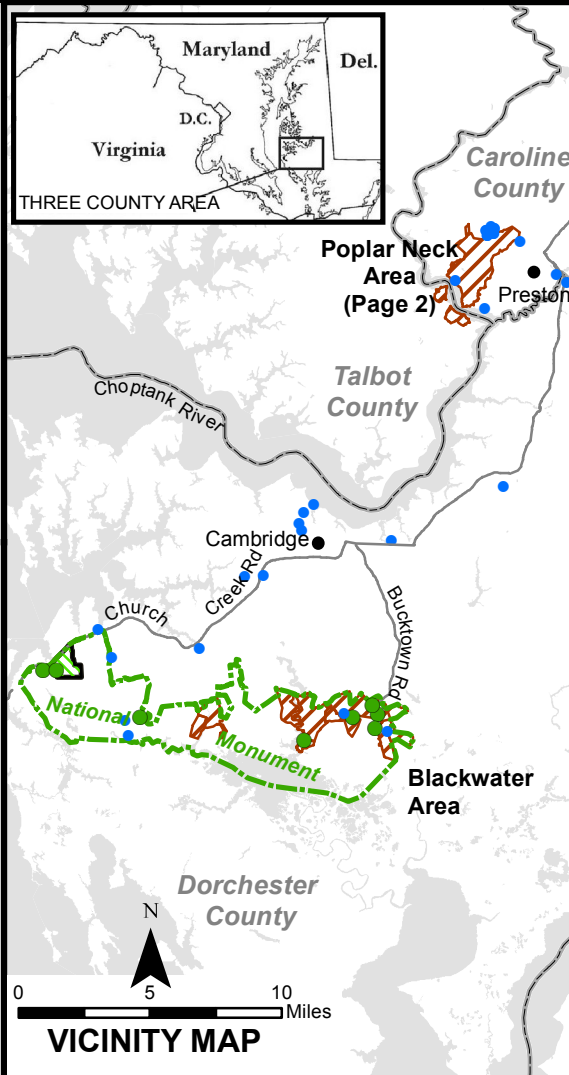 Maryland
Del.
D.C.
Virginia
THREE COUNTY AREA
Caroline
County
Poplar Neck
Area
(Page 2)
Preston
Talbot
County
Choptank River
Cambridge
Church
Creek Rd
Bucktown Rd
National
Monument
Blackwater
Area
Dorchester
County
N
0 5 10
Miles
VICINITY MAP